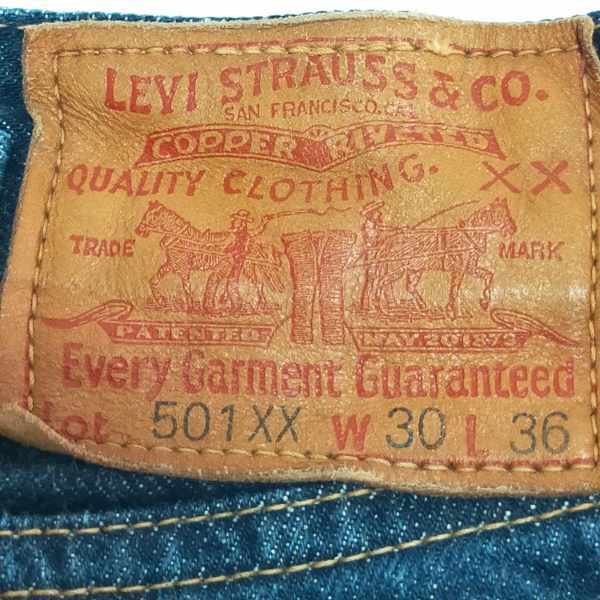 LEVI STRAUSS & CO.
SAN FRANCISCO, CAL.
COPPER RIVETED
QUALITY CLOTHING. XX
TRADE MARK
PATENTED MAY 20 1873
Every Garment Guaranteed
Lot. 501XX W 30 L 36